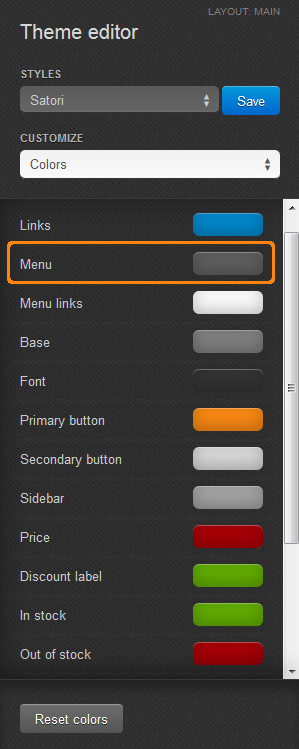 LAYOUT: MAIN
Theme editor
STYLES
Satori
Save
CUSTOMIZE
Colors
Links
Menu
Menu links
Base
Font
Primary button
Secondary button
Sidebar
Price
Discount label
In stock
Out of stock
Reset colors